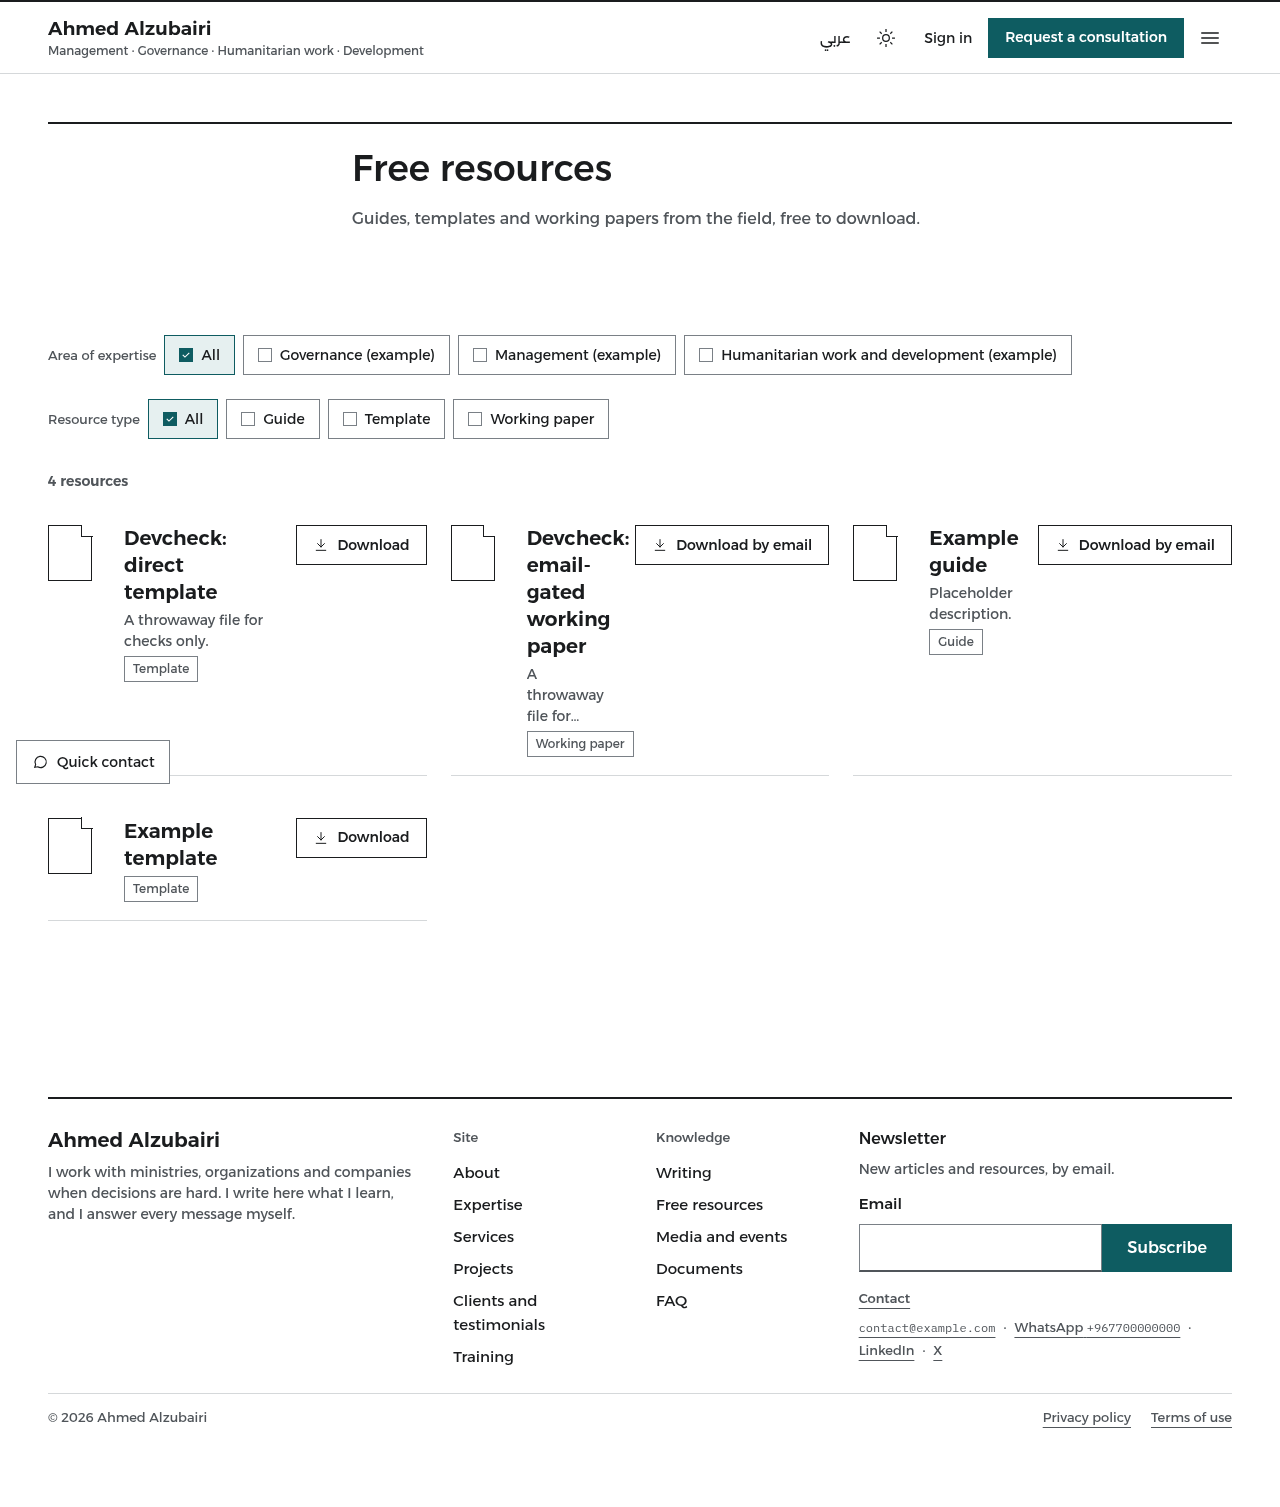 Ahmed Alzubairi
Management · Governance · Humanitarian work · Development
عربي
Sign in
Request a consultation
Free resources
Guides, templates and working papers from the field, free to download.
Area of expertise
All
Governance (example)
Management (example)
Humanitarian work and development (example)
Resource type
All
Guide
Template
Working paper
4 resources
Devcheck:
direct
template
A throwaway file for
checks only.
Template
Download
Devcheck:
email-
gated
working
paper
A
throwaway
file for…
Working paper
Download by email
Example
guide
Placeholder
description.
Guide
Download by email
Quick contact
Example
template
Template
Download
Ahmed Alzubairi
I work with ministries, organizations and companies
when decisions are hard. I write here what I learn,
and I answer every message myself.
Site
About
Expertise
Services
Projects
Clients and
testimonials
Training
Knowledge
Writing
Free resources
Media and events
Documents
FAQ
Newsletter
New articles and resources, by email.
Email
Subscribe
Contact
contact@example.com · WhatsApp +967700000000 ·
LinkedIn · X
© 2026 Ahmed Alzubairi
Privacy policy
Terms of use